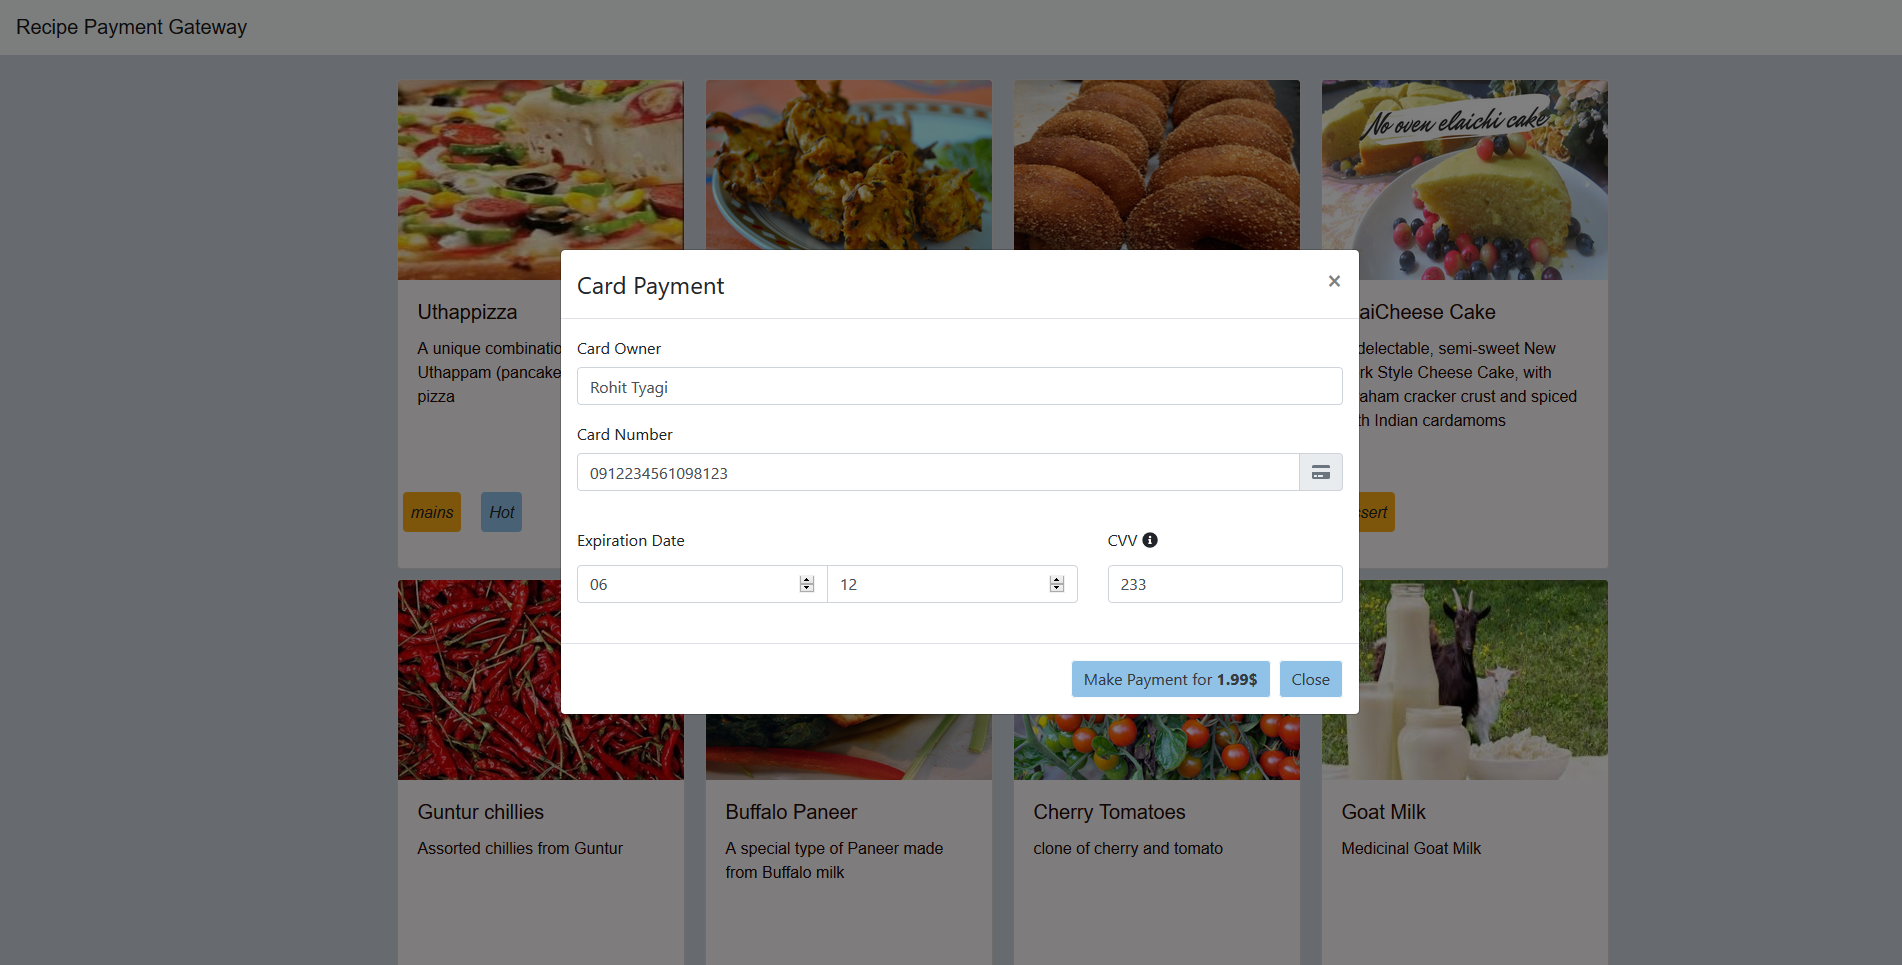 Recipe Payment Gateway
No oven elaichi cake
Card Payment
×
Card Owner
Rohit Tyagi
Card Number
0912234561098123
Expiration Date
CVV
06
12
233
Make Payment for 1.99$
Close
Uthappizza
A unique combinatio
Uthappam (pancake
pizza
mains
Hot
aiCheese Cake
delectable, semi-sweet New
rk Style Cheese Cake, with
aham cracker crust and spiced
th Indian cardamoms
ssert
Guntur chillies
Assorted chillies from Guntur
Buffalo Paneer
A special type of Paneer made
from Buffalo milk
Cherry Tomatoes
clone of cherry and tomato
Goat Milk
Medicinal Goat Milk